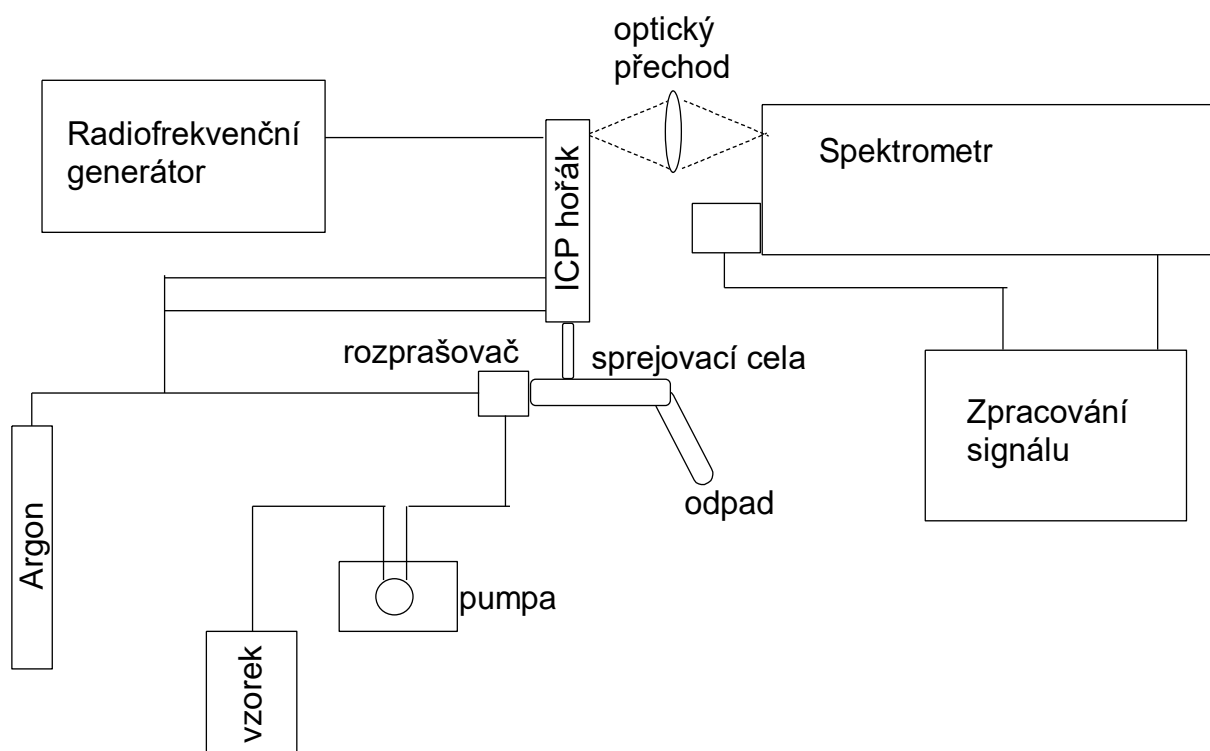 optický
přechod
Radiofrekvenční
generátor
ICP hořák
Spektrometr
rozprašovač
sprejovací cela
Zpracování
signálu
odpad
Argon
pumpa
vzorek